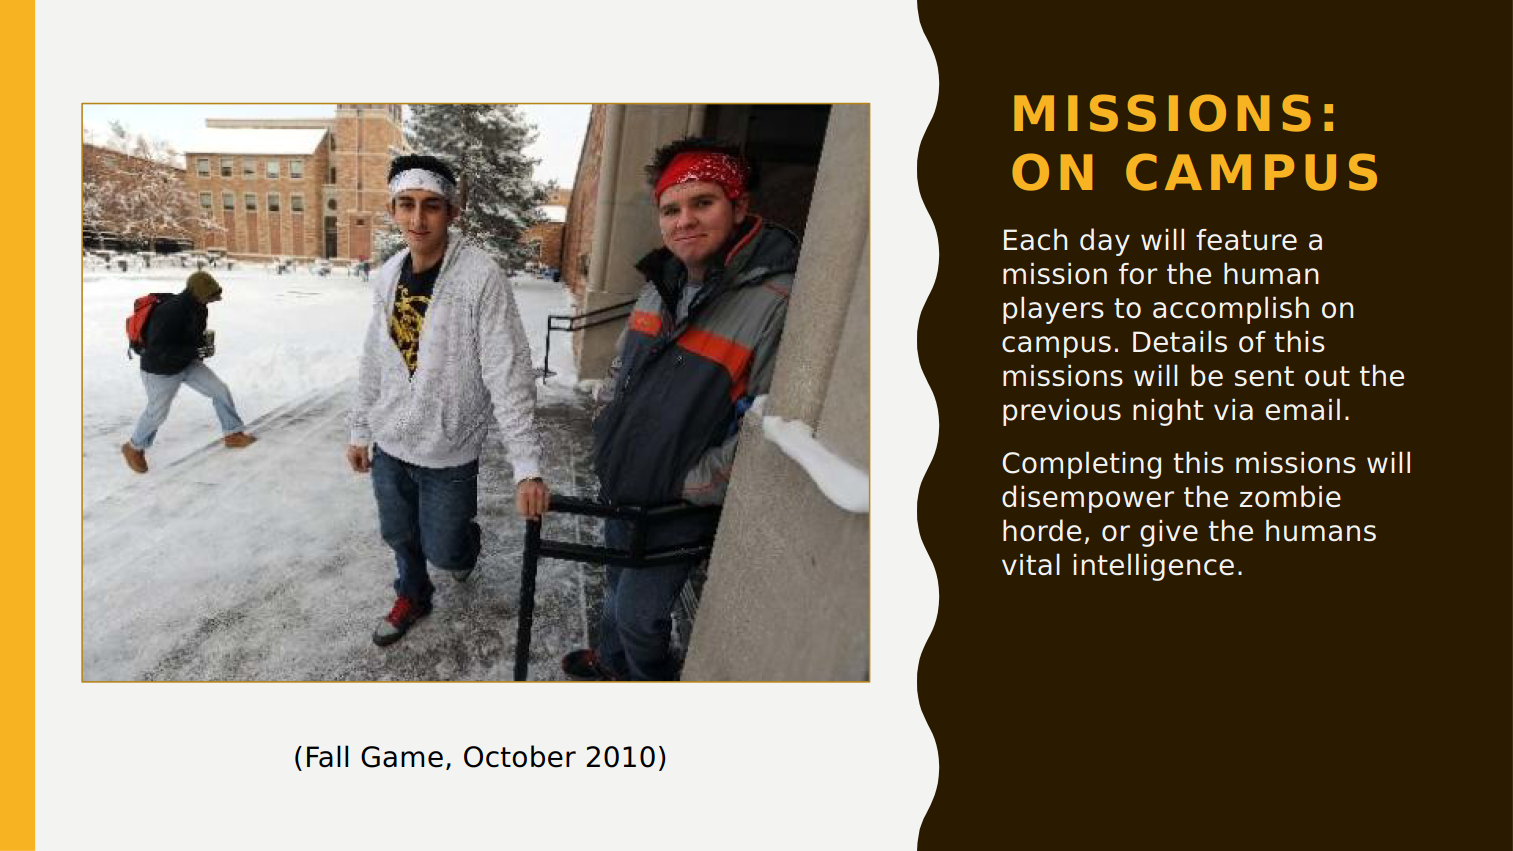 MISSIONS:
ON CAMPUS
Each day will feature a
mission for the human
players to accomplish on
campus. Details of this
missions will be sent out the
previous night via email.
Completing this missions will
disempower the zombie
horde, or give the humans
vital intelligence.
(Fall Game, October 2010)